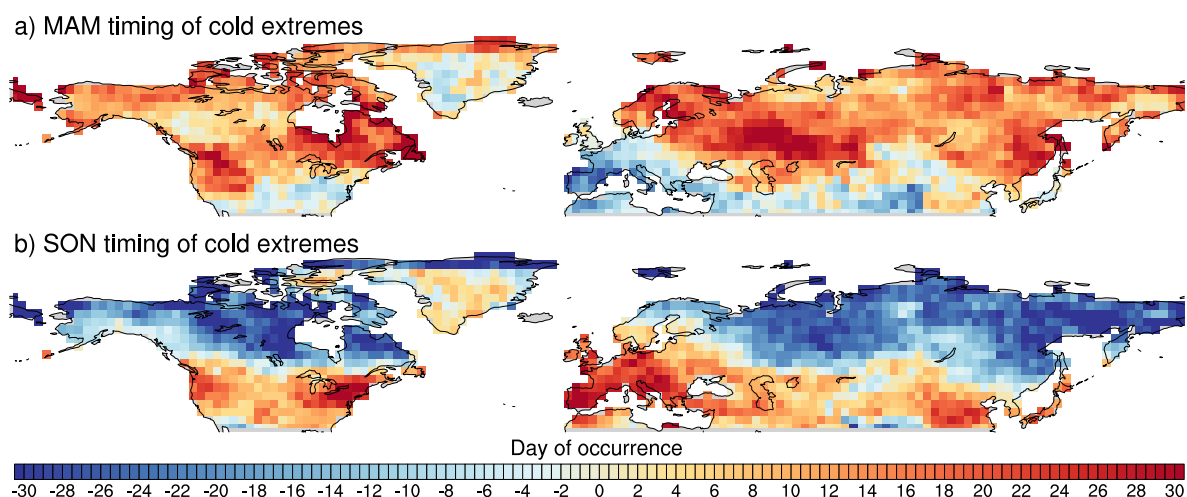 a) MAM timing of cold extremes
b) SON timing of cold extremes
Day of occurrence
-30 -28 -26 -24 -22 -20 -18 -16 -14 -12 -10 -8 -6 -4 -2 0 2 4 6 8 10 12 14 16 18 20 22 24 26 28 30